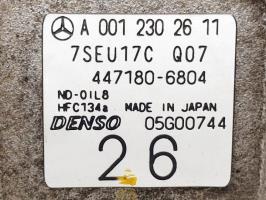 A 001 230 26 11
7SEU17C Q07
447180-6804
ND-OIL8
HFC134a MADE IN JAPAN
DENSO 05G00744
26